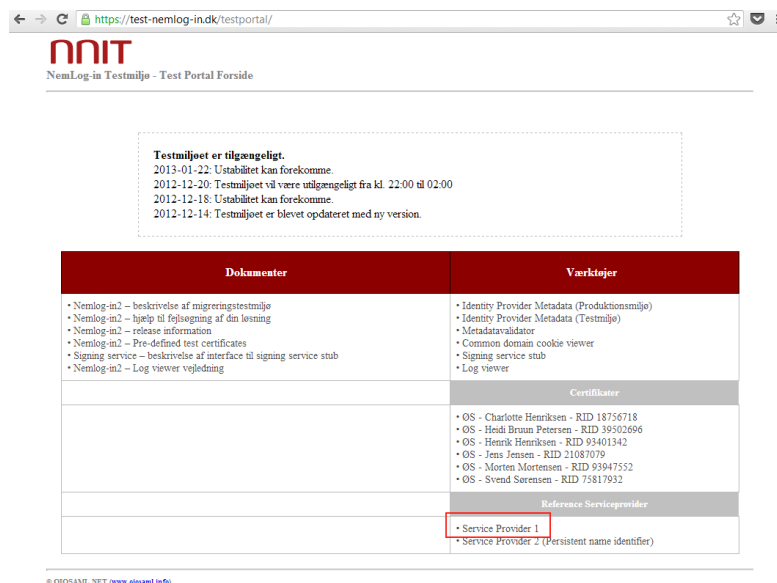 https://test-nemlog-in.dk/testportal/
nnit
NemLog-in Testmiljø - Test Portal Forside
Testmiljøet er tilgængeligt.
2013-01-22: Ustabilitet kan forekomme.
2012-12-20: Testmiljøet vil være utilgængeligt fra kl. 22:00 til 02:00
2012-12-18: Ustabilitet kan forekomme.
2012-12-14: Testmiljøet er blevet opdateret med ny version.
Dokumenter
Værktøjer
• Nemlog-in2 – beskrivelse af migreringstestmiljø
• Nemlog-in2 – hjælp til fejlsøgning af din løsning
• Nemlog-in2 – release information
• Nemlog-in2 – Pre-defined test certificates
• Signing service – beskrivelse af interface til signing service stub
• Nemlog-in2 – Log viewer vejledning
• Identity Provider Metadata (Produktionsmiljø)
• Identity Provider Metadata (Testmiljø)
• Metadatavalidator
• Common domain cookie viewer
• Signing service stub
• Log viewer
Certifikater
• ØS - Charlotte Henriksen - RID 18756718
• ØS - Heidi Bruun Petersen - RID 39502696
• ØS - Henrik Henriksen - RID 93401342
• ØS - Jens Jensen - RID 21087079
• ØS - Morten Mortensen - RID 93947552
• ØS - Svend Sørensen - RID 75817932
Reference Serviceprovider
• Service Provider 1
• Service Provider 2 (Persistent name identifier)
© OIOSAML.NET (www.oiosaml.info)